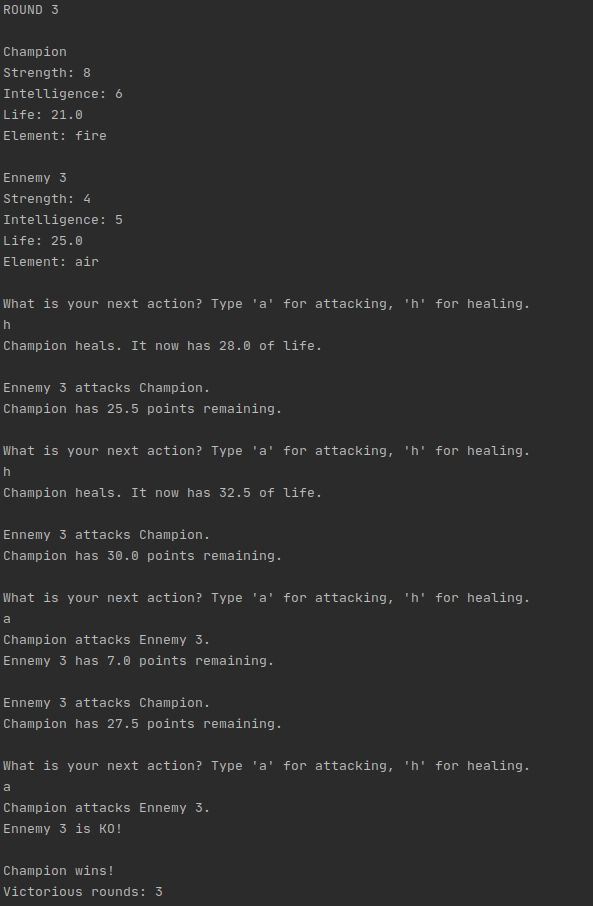 ROUND 3
Champion
Strength: 8
Intelligence: 6
Life: 21.0
Element: fire
Ennemy 3
Strength: 4
Intelligence: 5
Life: 25.0
Element: air
What is your next action? Type 'a' for attacking, 'h' for healing.
h
Champion heals. It now has 28.0 of life.
Ennemy 3 attacks Champion.
Champion has 25.5 points remaining.
What is your next action? Type 'a' for attacking, 'h' for healing.
h
Champion heals. It now has 32.5 of life.
Ennemy 3 attacks Champion.
Champion has 30.0 points remaining.
What is your next action? Type 'a' for attacking, 'h' for healing.
a
Champion attacks Ennemy 3.
Ennemy 3 has 7.0 points remaining.
Ennemy 3 attacks Champion.
Champion has 27.5 points remaining.
What is your next action? Type 'a' for attacking, 'h' for healing.
a
Champion attacks Ennemy 3.
Ennemy 3 is KO!
Champion wins!
Victorious rounds: 3